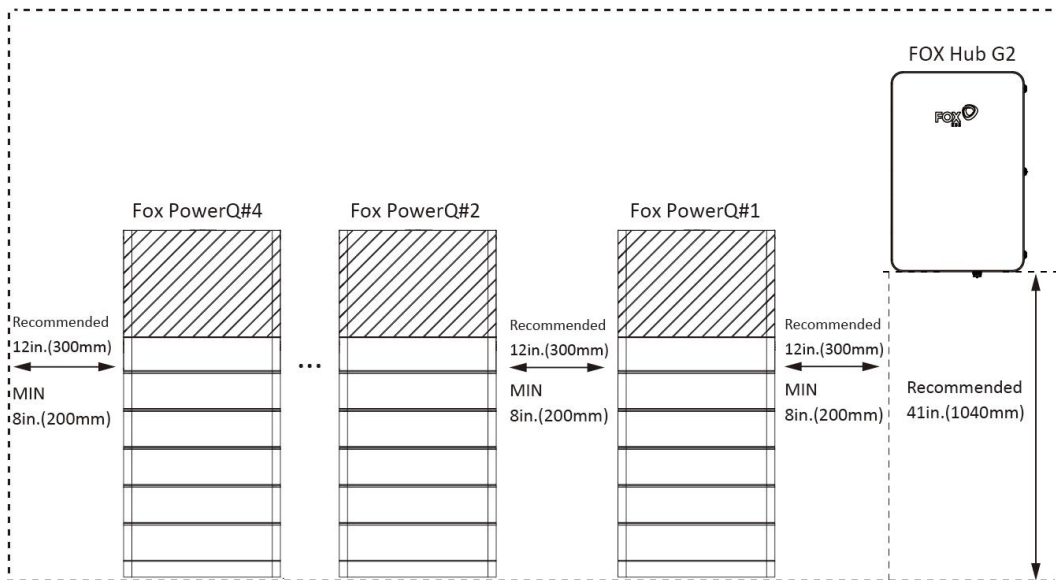 FOX Hub G2
FOX
Fox PowerQ#4
Fox PowerQ#2
Fox PowerQ#1
Recommended
12in.(300mm)
MIN
8in.(200mm)
...
Recommended
12in.(300mm)
MIN
8in.(200mm)
Recommended
12in.(300mm)
MIN
8in.(200mm)
Recommended
41in.(1040mm)